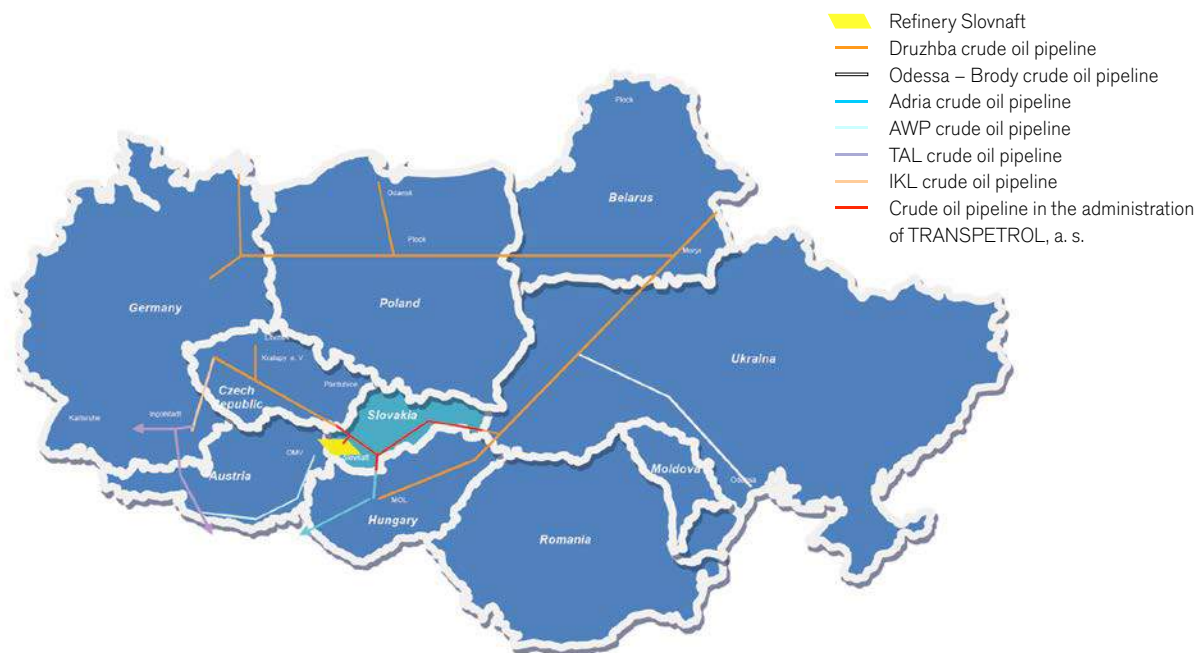 Refinery Slovnaft
Druzhba crude oil pipeline
Odessa – Brody crude oil pipeline
Adria crude oil pipeline
AWP crude oil pipeline
TAL crude oil pipeline
IKL crude oil pipeline
Crude oil pipeline in the administration
of TRANSPETROL, a. s.
Plock
Belarus
Gdansk
Plock
Mozyr
Germany
Poland
Ukraina
Kralupy n. V.
Pardubice
Czech
Republic
Slovakia
Karlsruhe
Ingolstadt
OMV
Slovnaft
Austria
Moldova
Odessa
MOL
Hungary
Romania